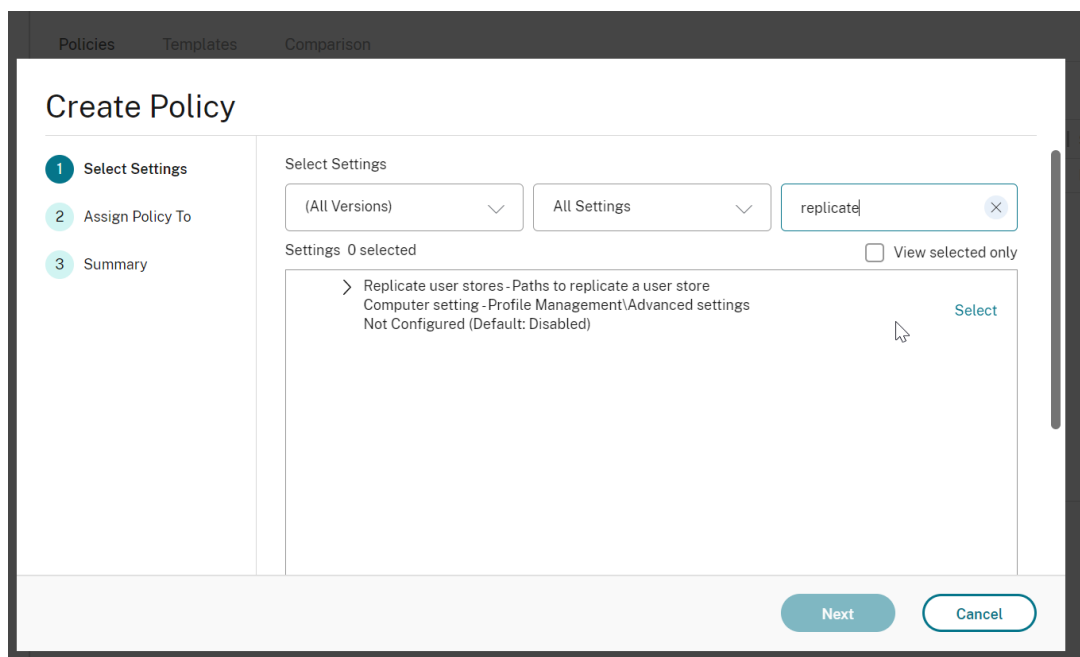 Policies Templates Comparison
Create Policy
1 Select Settings
2 Assign Policy To
3 Summary
Select Settings
(All Versions) All Settings replicate
Settings 0 selected View selected only
Replicate user stores - Paths to replicate a user store
Computer setting - Profile Management\Advanced settings
Not Configured (Default: Disabled)
Select
Next Cancel